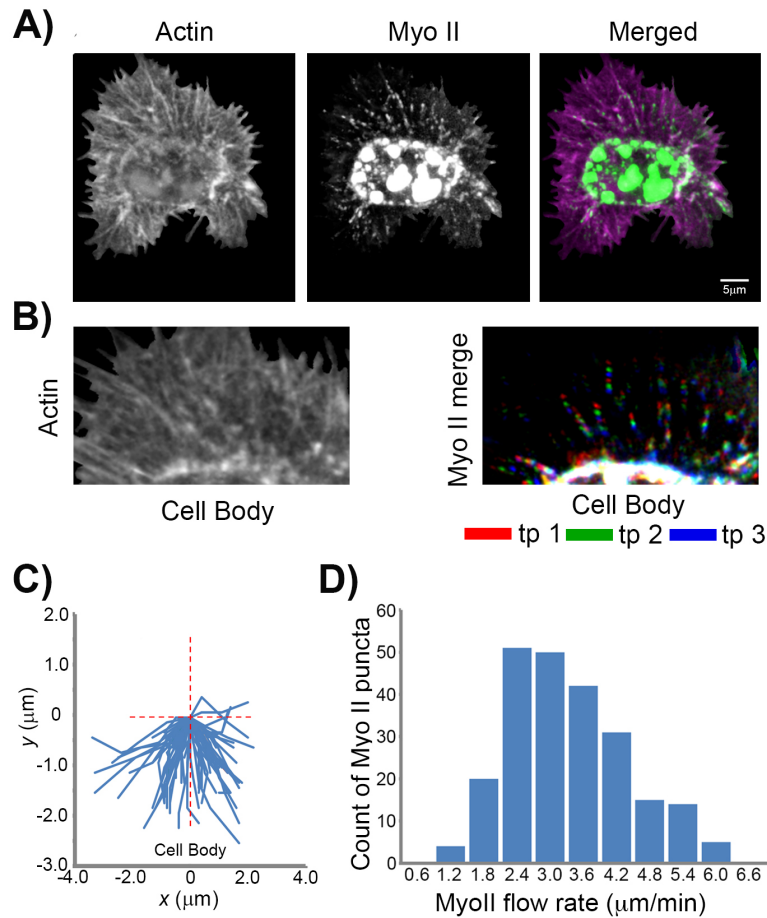 A)
Actin
Myo II
Merged
5μm
B)
Actin
Myo II merge
Cell Body
Cell Body
tp 1
tp 2
tp 3
C)
2.0
1.0
0
-1.0
-2.0
-3.0
y (μm)
Cell Body
-4.0 -2.0 0 2.0 4.0
x (μm)
D)
60
50
40
30
20
10
0
Count of Myo II puncta
0.6 1.2 1.8 2.4 3.0 3.6 4.2 4.8 5.4 6.0 6.6
MyoII flow rate (μm/min)